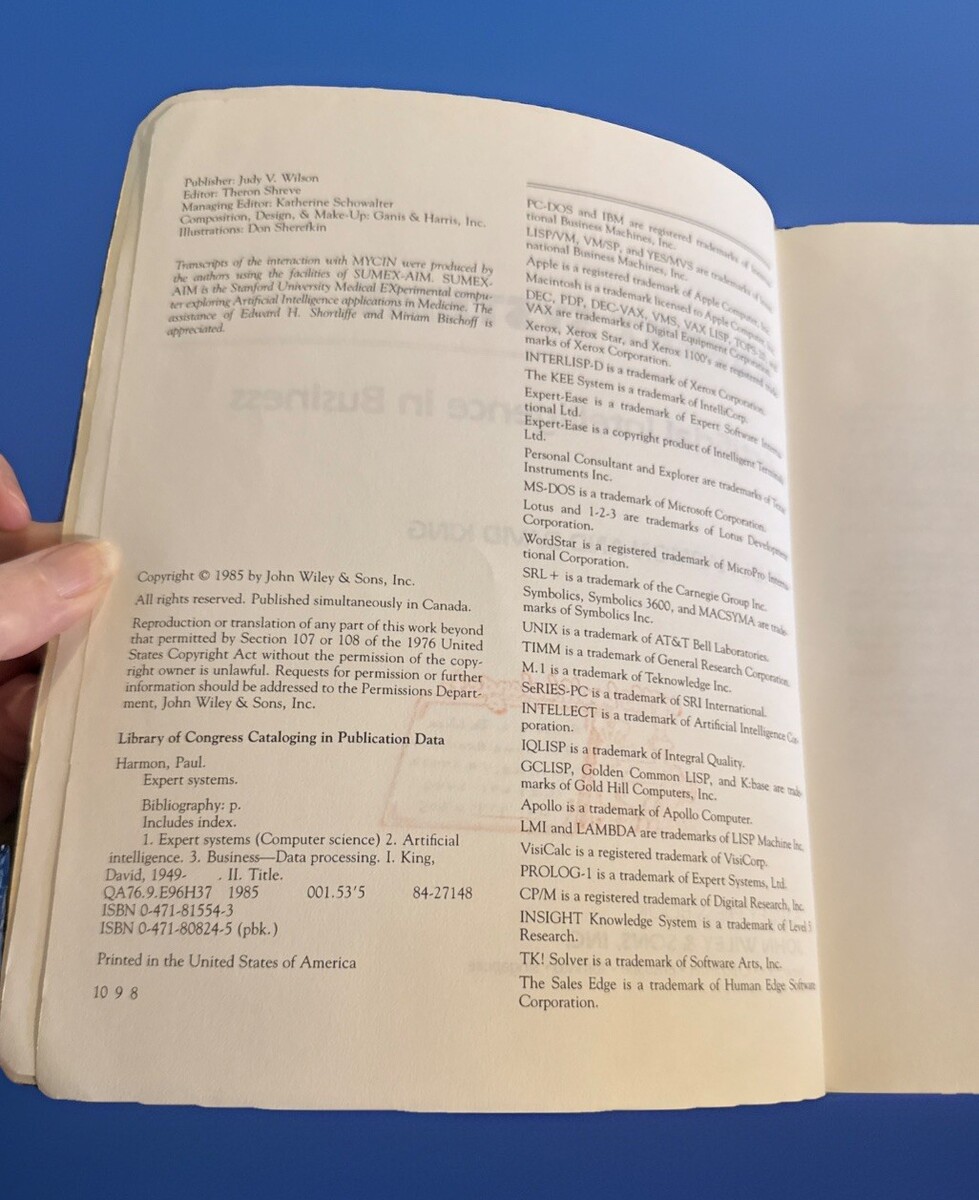 Publisher: Judy V. Wilson
Editor: Theron Shreve
Managing Editor: Katherine Schowalter
Composition, Design, & Make-Up: Ganis & Harris, Inc.
Illustrations: Don Sherefkin
Transcripts of the interaction with MYCIN were produced by
the authors using the facilities of SUMEX-AIM. SUMEX-
AIM is the Stanford University Medical EXperimental compu-
ter exploring Artificial Intelligence applications in Medicine. The
assistance of Edward H. Shortliffe and Miriam Bischoff is
appreciated.
Copyright © 1985 by John Wiley & Sons, Inc.
All rights reserved. Published simultaneously in Canada.
Reproduction or translation of any part of this work beyond
that permitted by Section 107 or 108 of the 1976 United
States Copyright Act without the permission of the copy-
right owner is unlawful. Requests for permission or further
information should be addressed to the Permissions Depart-
ment, John Wiley & Sons, Inc.
Library of Congress Cataloging in Publication Data
Harmon, Paul.
Expert systems.
Bibliography: p.
Includes index.
1. Expert systems (Computer science) 2. Artificial
intelligence. 3. Business—Data processing. I. King,
David, 1949- . II. Title.
QA76.9.E96H37 1985 001.53'5 84-27148
ISBN 0-471-81554-3
ISBN 0-471-80824-5 (pbk.)
Printed in the United States of America
10 9 8
PC-DOS and IBM are registered trademarks of Interna-
tional Business Machines, Inc.
LISP/VM, VM/SP, and YES/MVS are trademarks of Inter-
national Business Machines, Inc.
Apple is a registered trademark of Apple Computer, Inc.
Macintosh is a trademark licensed to Apple Computer, Inc.
DEC, PDP, DEC-VAX, VMS, VAX LISP, TOPS-20, and
VAX are trademarks of Digital Equipment Corporation.
Xerox, Xerox Star, and Xerox 1100's are registered trade-
marks of Xerox Corporation.
INTERLISP-D is a trademark of Xerox Corporation.
The KEE System is a trademark of IntelliCorp.
Expert-Ease is a trademark of Expert Software Interna-
tional Ltd.
Expert-Ease is a copyright product of Intelligent Terminals
Ltd.
Personal Consultant and Explorer are trademarks of Texas
Instruments Inc.
MS-DOS is a trademark of Microsoft Corporation.
Lotus and 1-2-3 are trademarks of Lotus Development
Corporation.
WordStar is a registered trademark of MicroPro Interna-
tional Corporation.
SRL+ is a trademark of the Carnegie Group Inc.
Symbolics, Symbolics 3600, and MACSYMA are trade-
marks of Symbolics Inc.
UNIX is a trademark of AT&T Bell Laboratories.
TIMM is a trademark of General Research Corporation.
M.1 is a trademark of Teknowledge Inc.
SeRIES-PC is a trademark of SRI International.
INTELLECT is a trademark of Artificial Intelligence Cor-
poration.
IQLISP is a trademark of Integral Quality.
GCLISP, Golden Common LISP, and K:base are trade-
marks of Gold Hill Computers, Inc.
Apollo is a trademark of Apollo Computer.
LMI and LAMBDA are trademarks of LISP Machine Inc.
VisiCalc is a registered trademark of VisiCorp.
PROLOG-1 is a trademark of Expert Systems, Ltd.
CP/M is a registered trademark of Digital Research, Inc.
INSIGHT Knowledge System is a trademark of Level 5
Research.
TK! Solver is a trademark of Software Arts, Inc.
The Sales Edge is a trademark of Human Edge Software
Corporation.